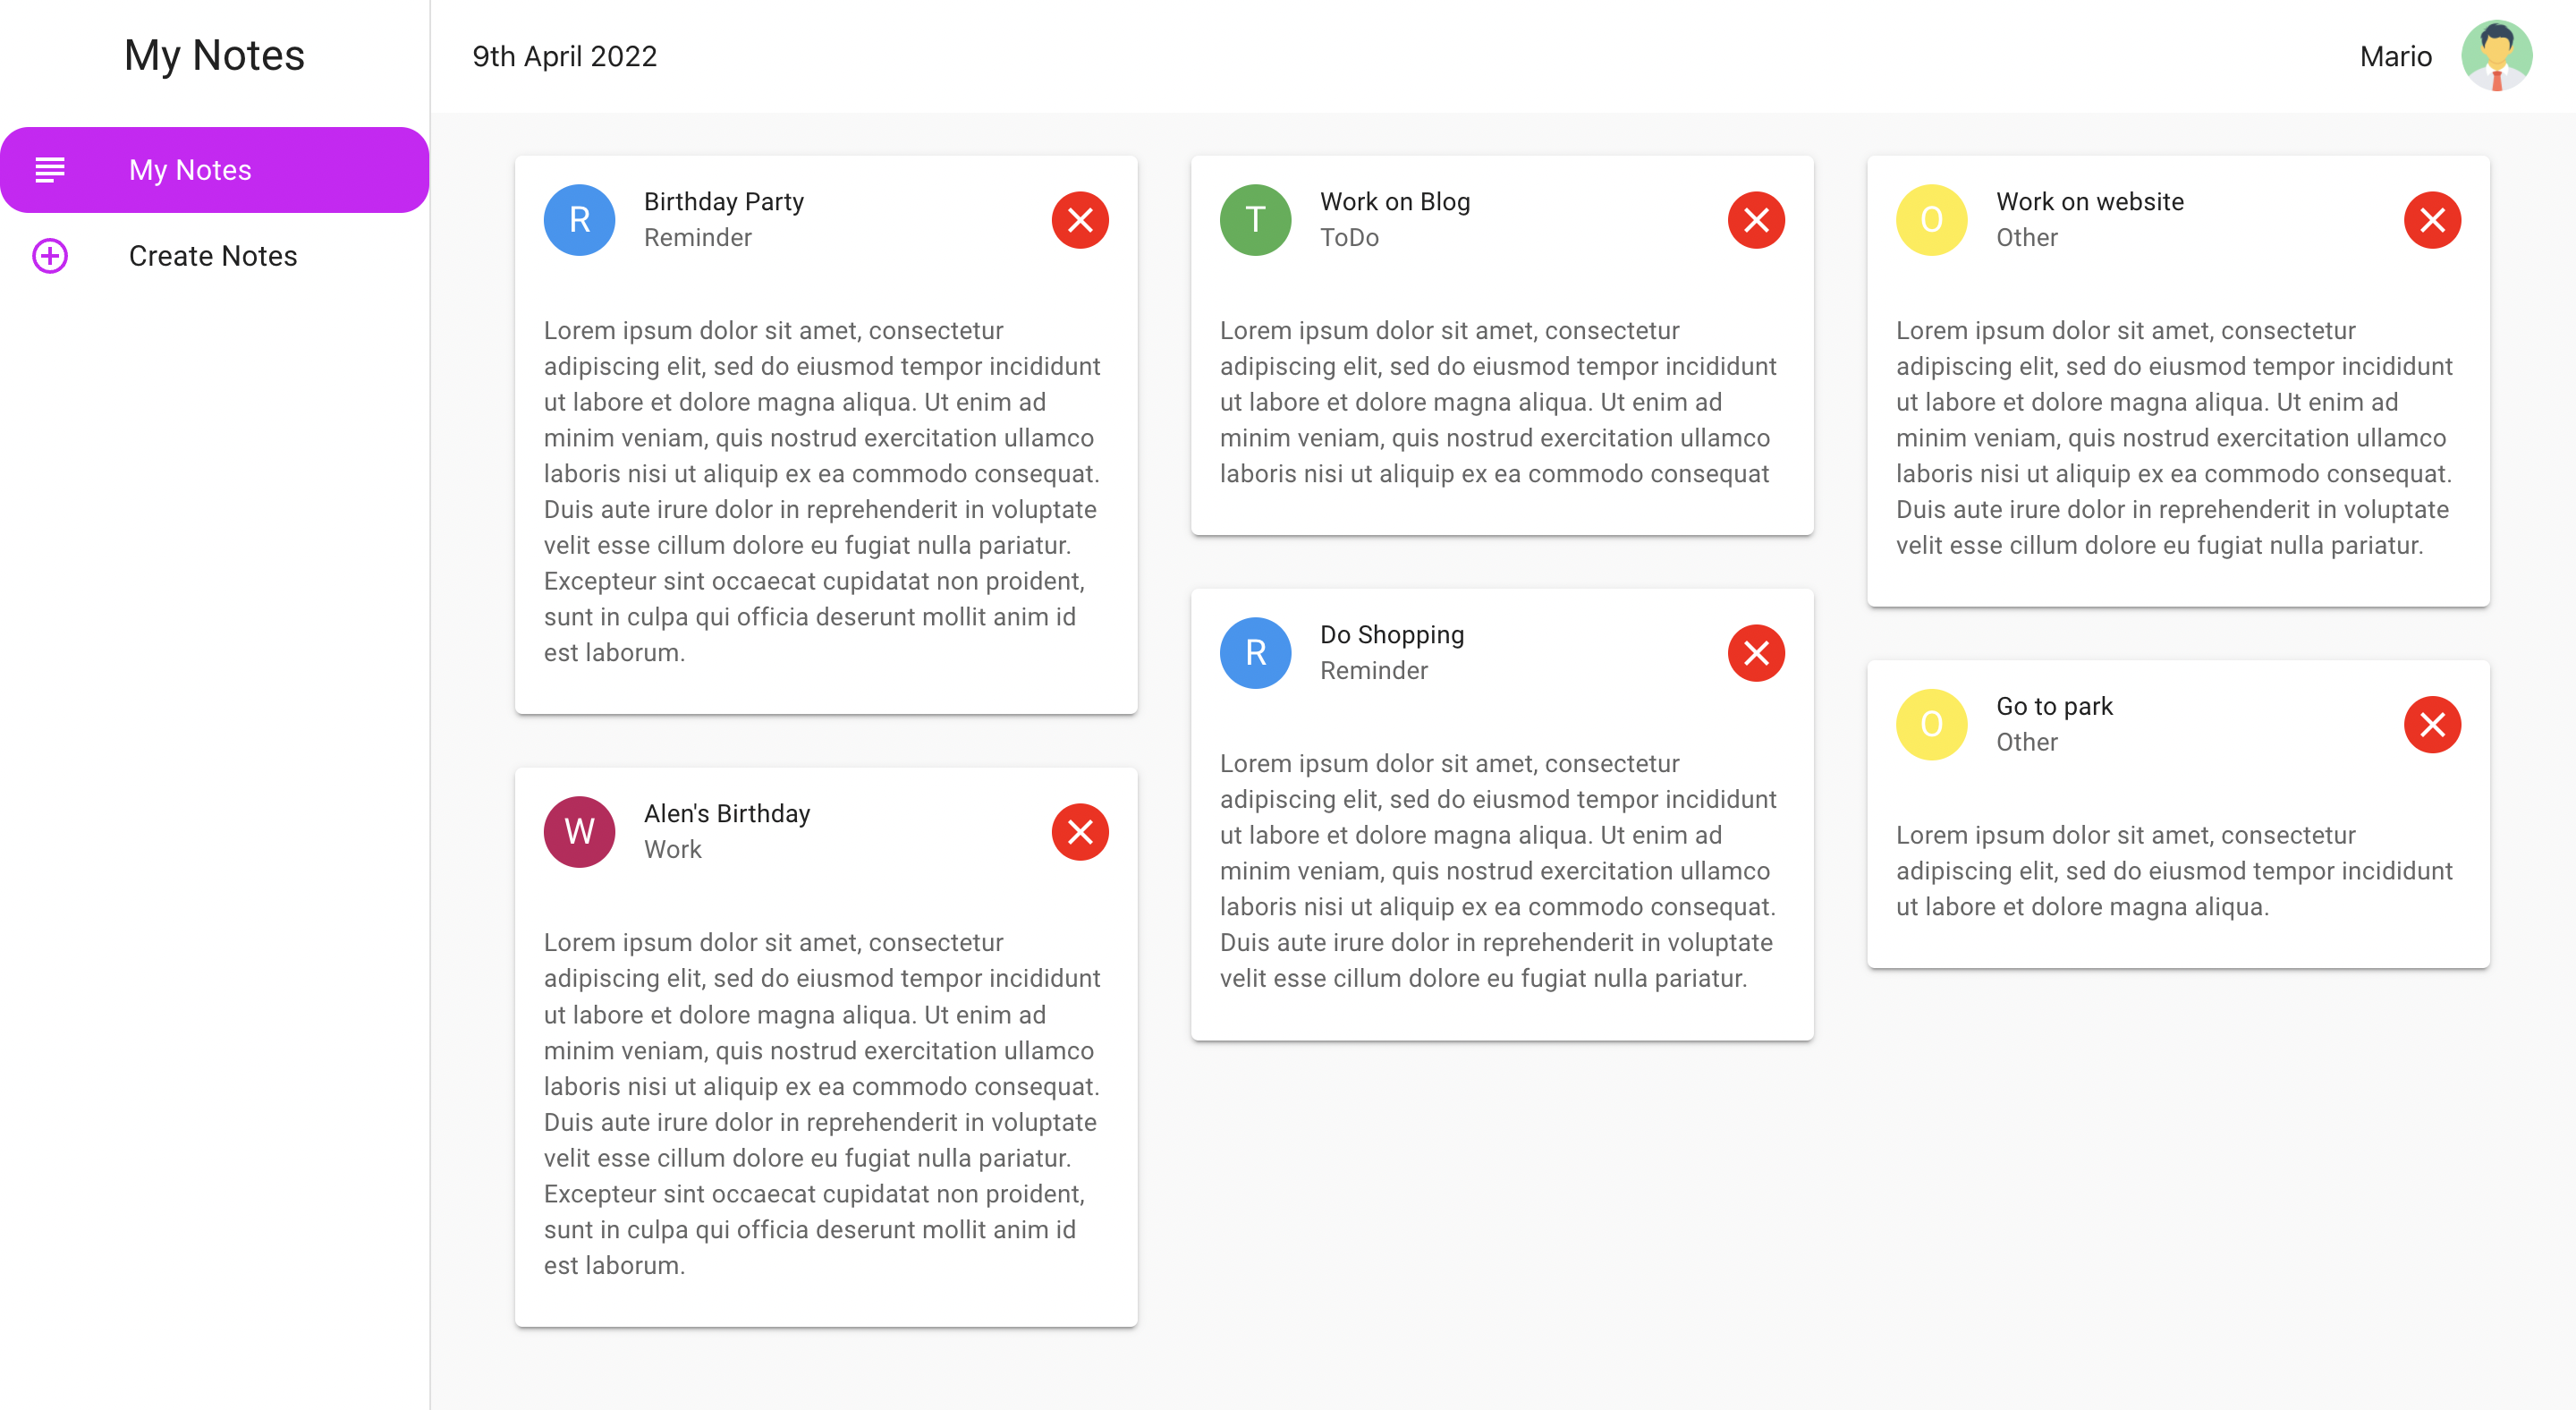 My Notes
My Notes
Create Notes
9th April 2022
Mario
R
Birthday Party
Reminder
Lorem ipsum dolor sit amet, consectetur
adipiscing elit, sed do eiusmod tempor incididunt
ut labore et dolore magna aliqua. Ut enim ad
minim veniam, quis nostrud exercitation ullamco
laboris nisi ut aliquip ex ea commodo consequat.
Duis aute irure dolor in reprehenderit in voluptate
velit esse cillum dolore eu fugiat nulla pariatur.
Excepteur sint occaecat cupidatat non proident,
sunt in culpa qui officia deserunt mollit anim id
est laborum.
W
Alen's Birthday
Work
Lorem ipsum dolor sit amet, consectetur
adipiscing elit, sed do eiusmod tempor incididunt
ut labore et dolore magna aliqua. Ut enim ad
minim veniam, quis nostrud exercitation ullamco
laboris nisi ut aliquip ex ea commodo consequat.
Duis aute irure dolor in reprehenderit in voluptate
velit esse cillum dolore eu fugiat nulla pariatur.
Excepteur sint occaecat cupidatat non proident,
sunt in culpa qui officia deserunt mollit anim id
est laborum.
T
Work on Blog
ToDo
Lorem ipsum dolor sit amet, consectetur
adipiscing elit, sed do eiusmod tempor incididunt
ut labore et dolore magna aliqua. Ut enim ad
minim veniam, quis nostrud exercitation ullamco
laboris nisi ut aliquip ex ea commodo consequat
R
Do Shopping
Reminder
Lorem ipsum dolor sit amet, consectetur
adipiscing elit, sed do eiusmod tempor incididunt
ut labore et dolore magna aliqua. Ut enim ad
minim veniam, quis nostrud exercitation ullamco
laboris nisi ut aliquip ex ea commodo consequat.
Duis aute irure dolor in reprehenderit in voluptate
velit esse cillum dolore eu fugiat nulla pariatur.
O
Work on website
Other
Lorem ipsum dolor sit amet, consectetur
adipiscing elit, sed do eiusmod tempor incididunt
ut labore et dolore magna aliqua. Ut enim ad
minim veniam, quis nostrud exercitation ullamco
laboris nisi ut aliquip ex ea commodo consequat.
Duis aute irure dolor in reprehenderit in voluptate
velit esse cillum dolore eu fugiat nulla pariatur.
O
Go to park
Other
Lorem ipsum dolor sit amet, consectetur
adipiscing elit, sed do eiusmod tempor incididunt
ut labore et dolore magna aliqua.